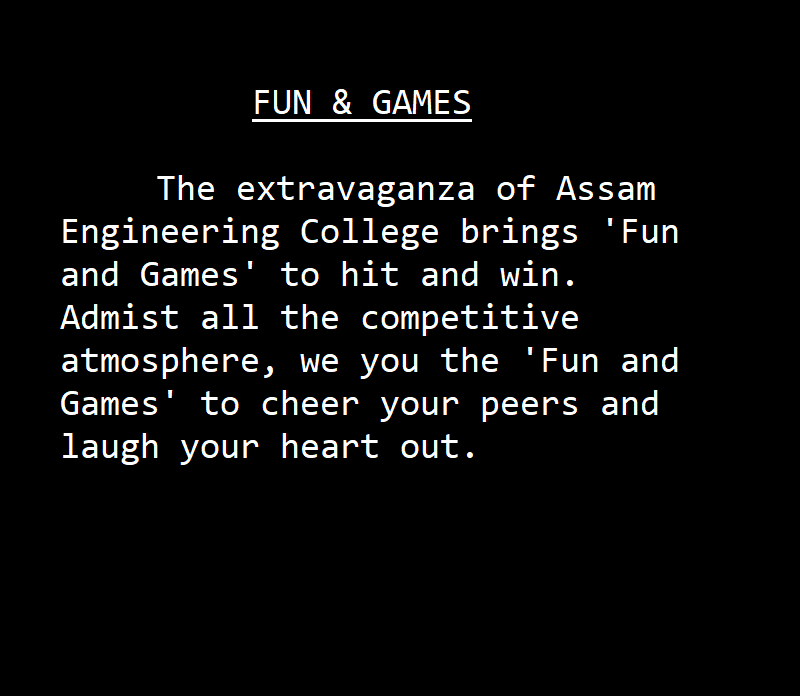 FUN & GAMES
The extravaganza of Assam
Engineering College brings 'Fun
and Games' to hit and win.
Admist all the competitive
atmosphere, we you the 'Fun and
Games' to cheer your peers and
laugh your heart out.